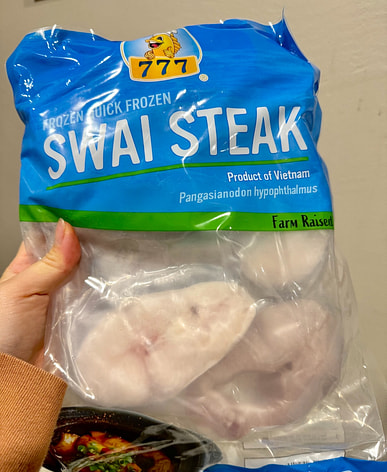 777
®
FROZEN QUICK FROZEN
SWAI STEAK
Product of Vietnam
Pangasianodon hypophthalmus
FARM RAISED